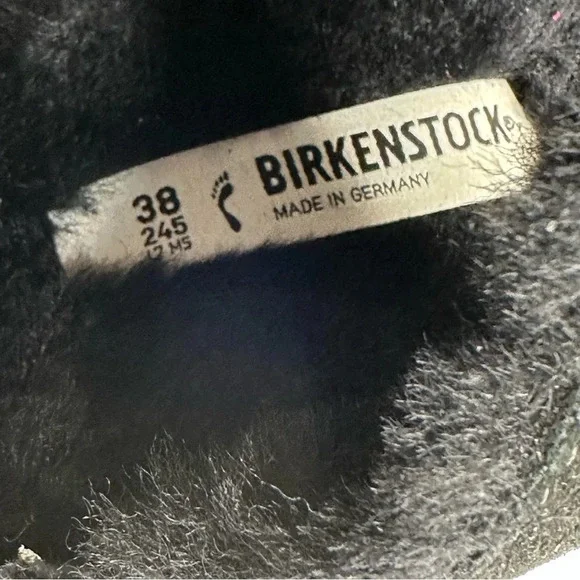 38
245
L7 M5
BIRKENSTOCK®
MADE IN GERMANY